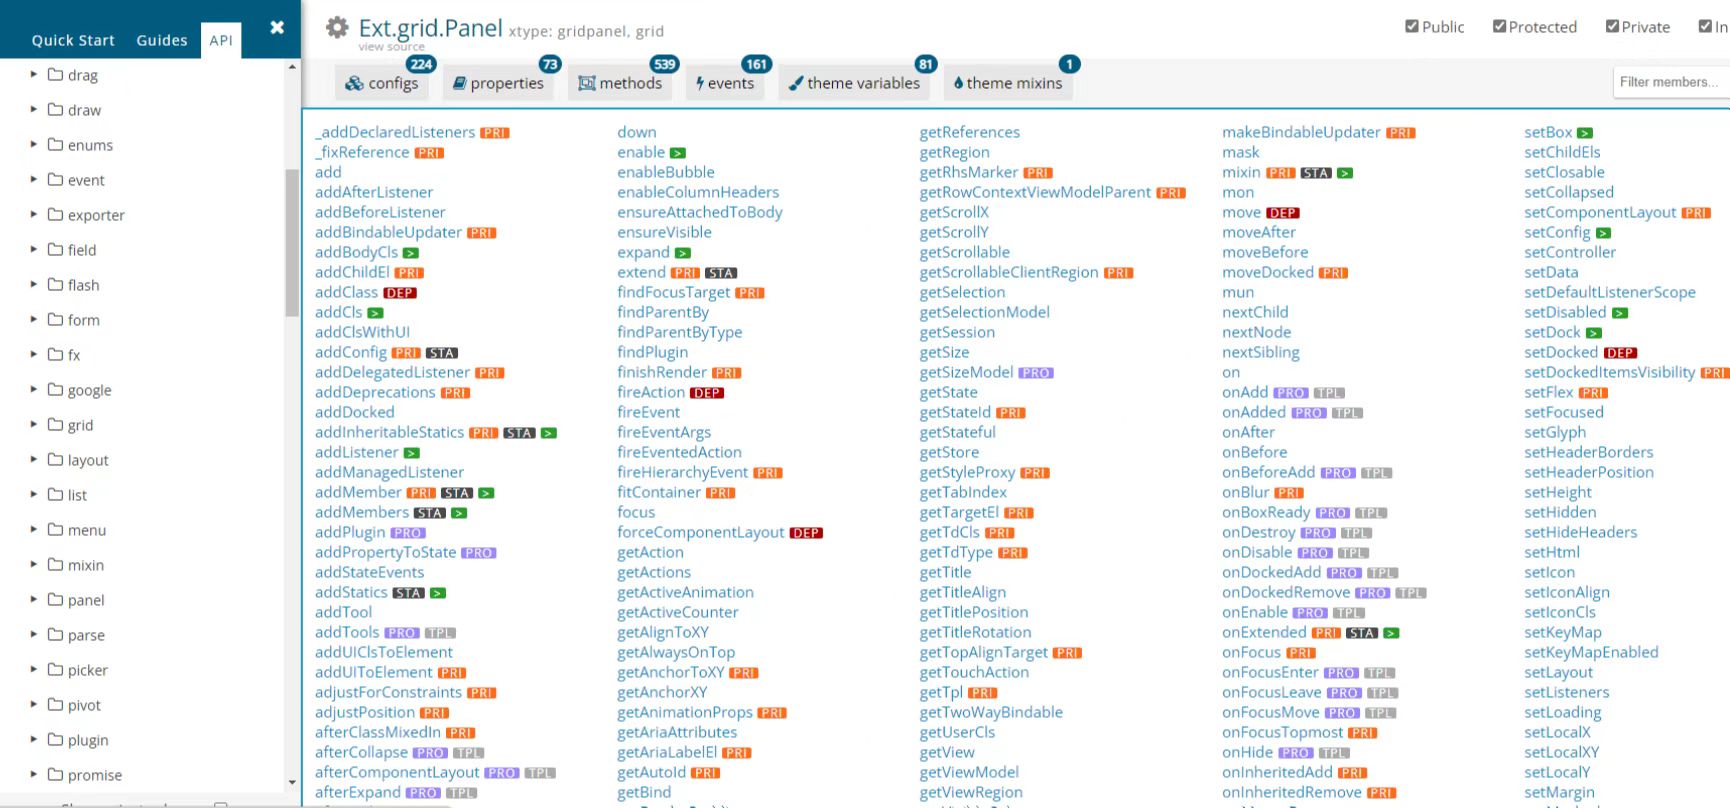 Quick Start Guides API
drag
draw
enums
event
exporter
field
flash
form
fx
google
grid
layout
list
menu
mixin
panel
parse
picker
pivot
plugin
promise
Ext.grid.Panel xtype: gridpanel, grid
view source
Public Protected Private In
configs 224 properties 73 methods 539 events 161 theme variables 81 theme mixins 1
Filter members...
_addDeclaredListeners PRI
_fixReference PRI
add
addAfterListener
addBeforeListener
addBindableUpdater PRI
addBodyCls >
addChildEl PRI
addClass DEP
addCls >
addClsWithUI
addConfig PRI STA
addDelegatedListener PRI
addDeprecations PRI
addDocked
addInheritableStatics PRI STA >
addListener >
addManagedListener
addMember PRI STA >
addMembers STA >
addPlugin PRO
addPropertyToState PRO
addStateEvents
addStatics STA >
addTool
addTools PRO TPL
addUIClsToElement
addUIToElement PRI
adjustForConstraints PRI
adjustPosition PRI
afterClassMixedIn PRI
afterCollapse PRO TPL
afterComponentLayout PRO TPL
afterExpand PRO TPL
down
enable >
enableBubble
enableColumnHeaders
ensureAttachedToBody
ensureVisible
expand >
extend PRI STA
findFocusTarget PRI
findParentBy
findParentByType
findPlugin
finishRender PRI
fireAction DEP
fireEvent
fireEventArgs
fireEventedAction
fireHierarchyEvent PRI
fitContainer PRI
focus
forceComponentLayout DEP
getAction
getActions
getActiveAnimation
getActiveCounter
getAlignToXY
getAlwaysOnTop
getAnchorToXY PRI
getAnchorXY
getAnimationProps PRI
getAriaAttributes
getAriaLabelEl PRI
getAutoId PRI
getBind
getReferences
getRegion
getRhsMarker PRI
getRowContextViewModelParent PRI
getScrollX
getScrollY
getScrollable
getScrollableClientRegion PRI
getSelection
getSelectionModel
getSession
getSize
getSizeModel PRO
getState
getStateId PRI
getStateful
getStore
getStyleProxy PRI
getTabIndex
getTargetEl PRI
getTdCls PRI
getTdType PRI
getTitle
getTitleAlign
getTitlePosition
getTitleRotation
getTopAlignTarget PRI
getTouchAction
getTpl PRI
getTwoWayBindable
getUserCls
getView
getViewModel
getViewRegion
makeBindableUpdater PRI
mask
mixin PRI STA >
mon
move DEP
moveAfter
moveBefore
moveDocked PRI
mun
nextChild
nextNode
nextSibling
on
onAdd PRO TPL
onAdded PRO TPL
onAfter
onBefore
onBeforeAdd PRO TPL
onBlur PRI
onBoxReady PRO TPL
onDestroy PRO TPL
onDisable PRO TPL
onDockedAdd PRO TPL
onDockedRemove PRO TPL
onEnable PRO TPL
onExtended PRI STA >
onFocus PRI
onFocusEnter PRO TPL
onFocusLeave PRO TPL
onFocusMove PRO TPL
onFocusTopmost PRI
onHide PRO TPL
onInheritedAdd PRI
onInheritedRemove PRI
setBox >
setChildEls
setClosable
setCollapsed
setComponentLayout PRI
setConfig >
setController
setData
setDefaultListenerScope
setDisabled >
setDock >
setDocked DEP
setDockedItemsVisibility PRI
setFlex PRI
setFocused
setGlyph
setHeaderBorders
setHeaderPosition
setHeight
setHidden
setHideHeaders
setHtml
setIcon
setIconAlign
setIconCls
setKeyMap
setKeyMapEnabled
setLayout
setListeners
setLoading
setLocalX
setLocalXY
setLocalY
setMargin